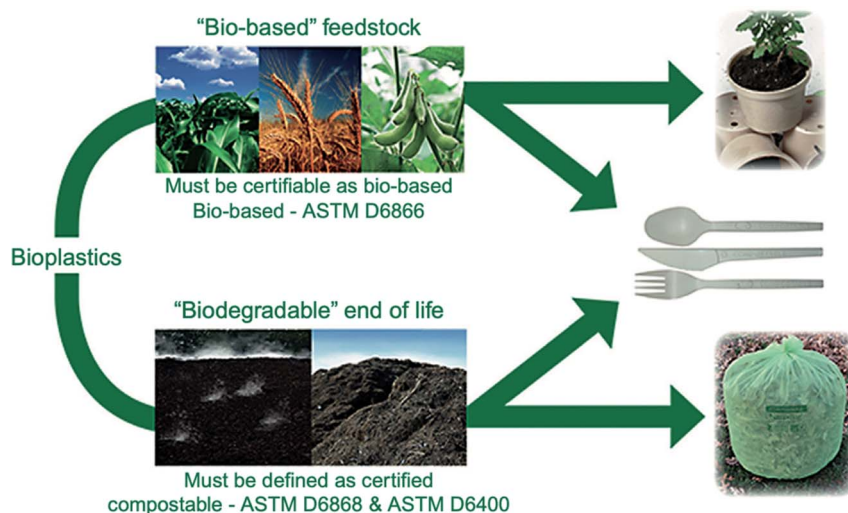 “Bio-based” feedstock
Must be certifiable as bio-based
Bio-based - ASTM D6866
Bioplastics
“Biodegradable” end of life
Must be defined as certified
compostable - ASTM D6868 & ASTM D6400